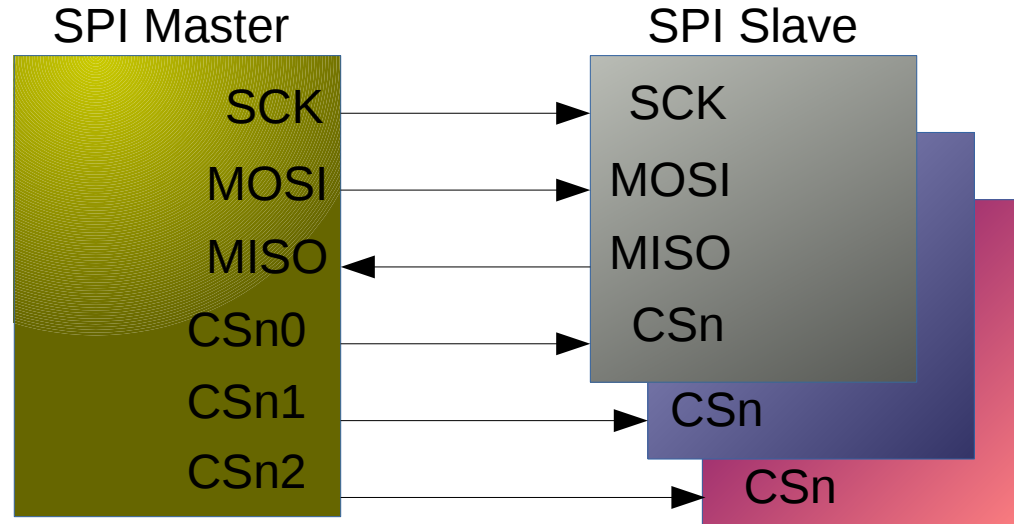 SPI Master
SPI Slave
SCK
MOSI
MISO
CSn0
CSn1
CSn2
SCK
MOSI
MISO
CSn
CSn
CSn